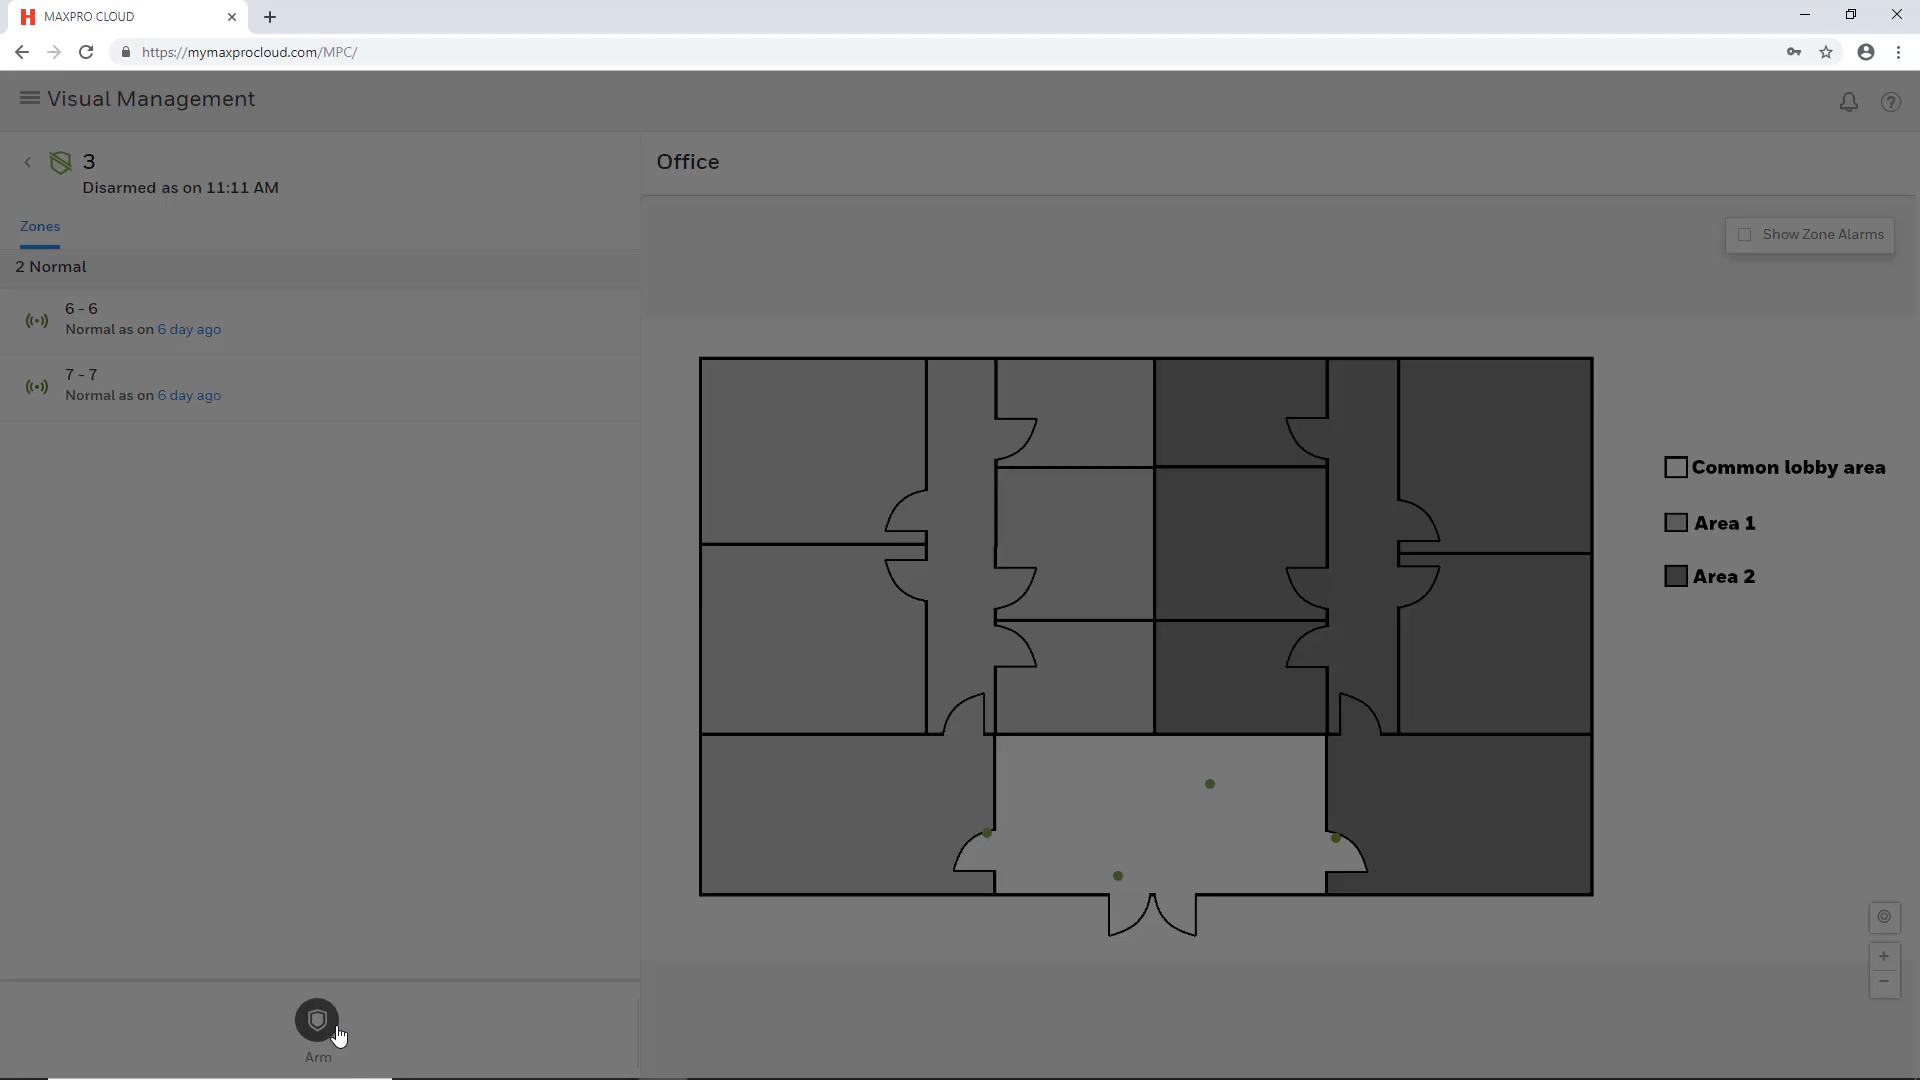 MAXPRO CLOUD
https://mymaxprocloud.com/MPC/
Visual Management
3
Disarmed as on 11:11 AM
Office
Zones
Show Zone Alarms
2 Normal
6 - 6
Normal as on 6 day ago
7 - 7
Normal as on 6 day ago
Common lobby area
Area 1
Area 2
Arm